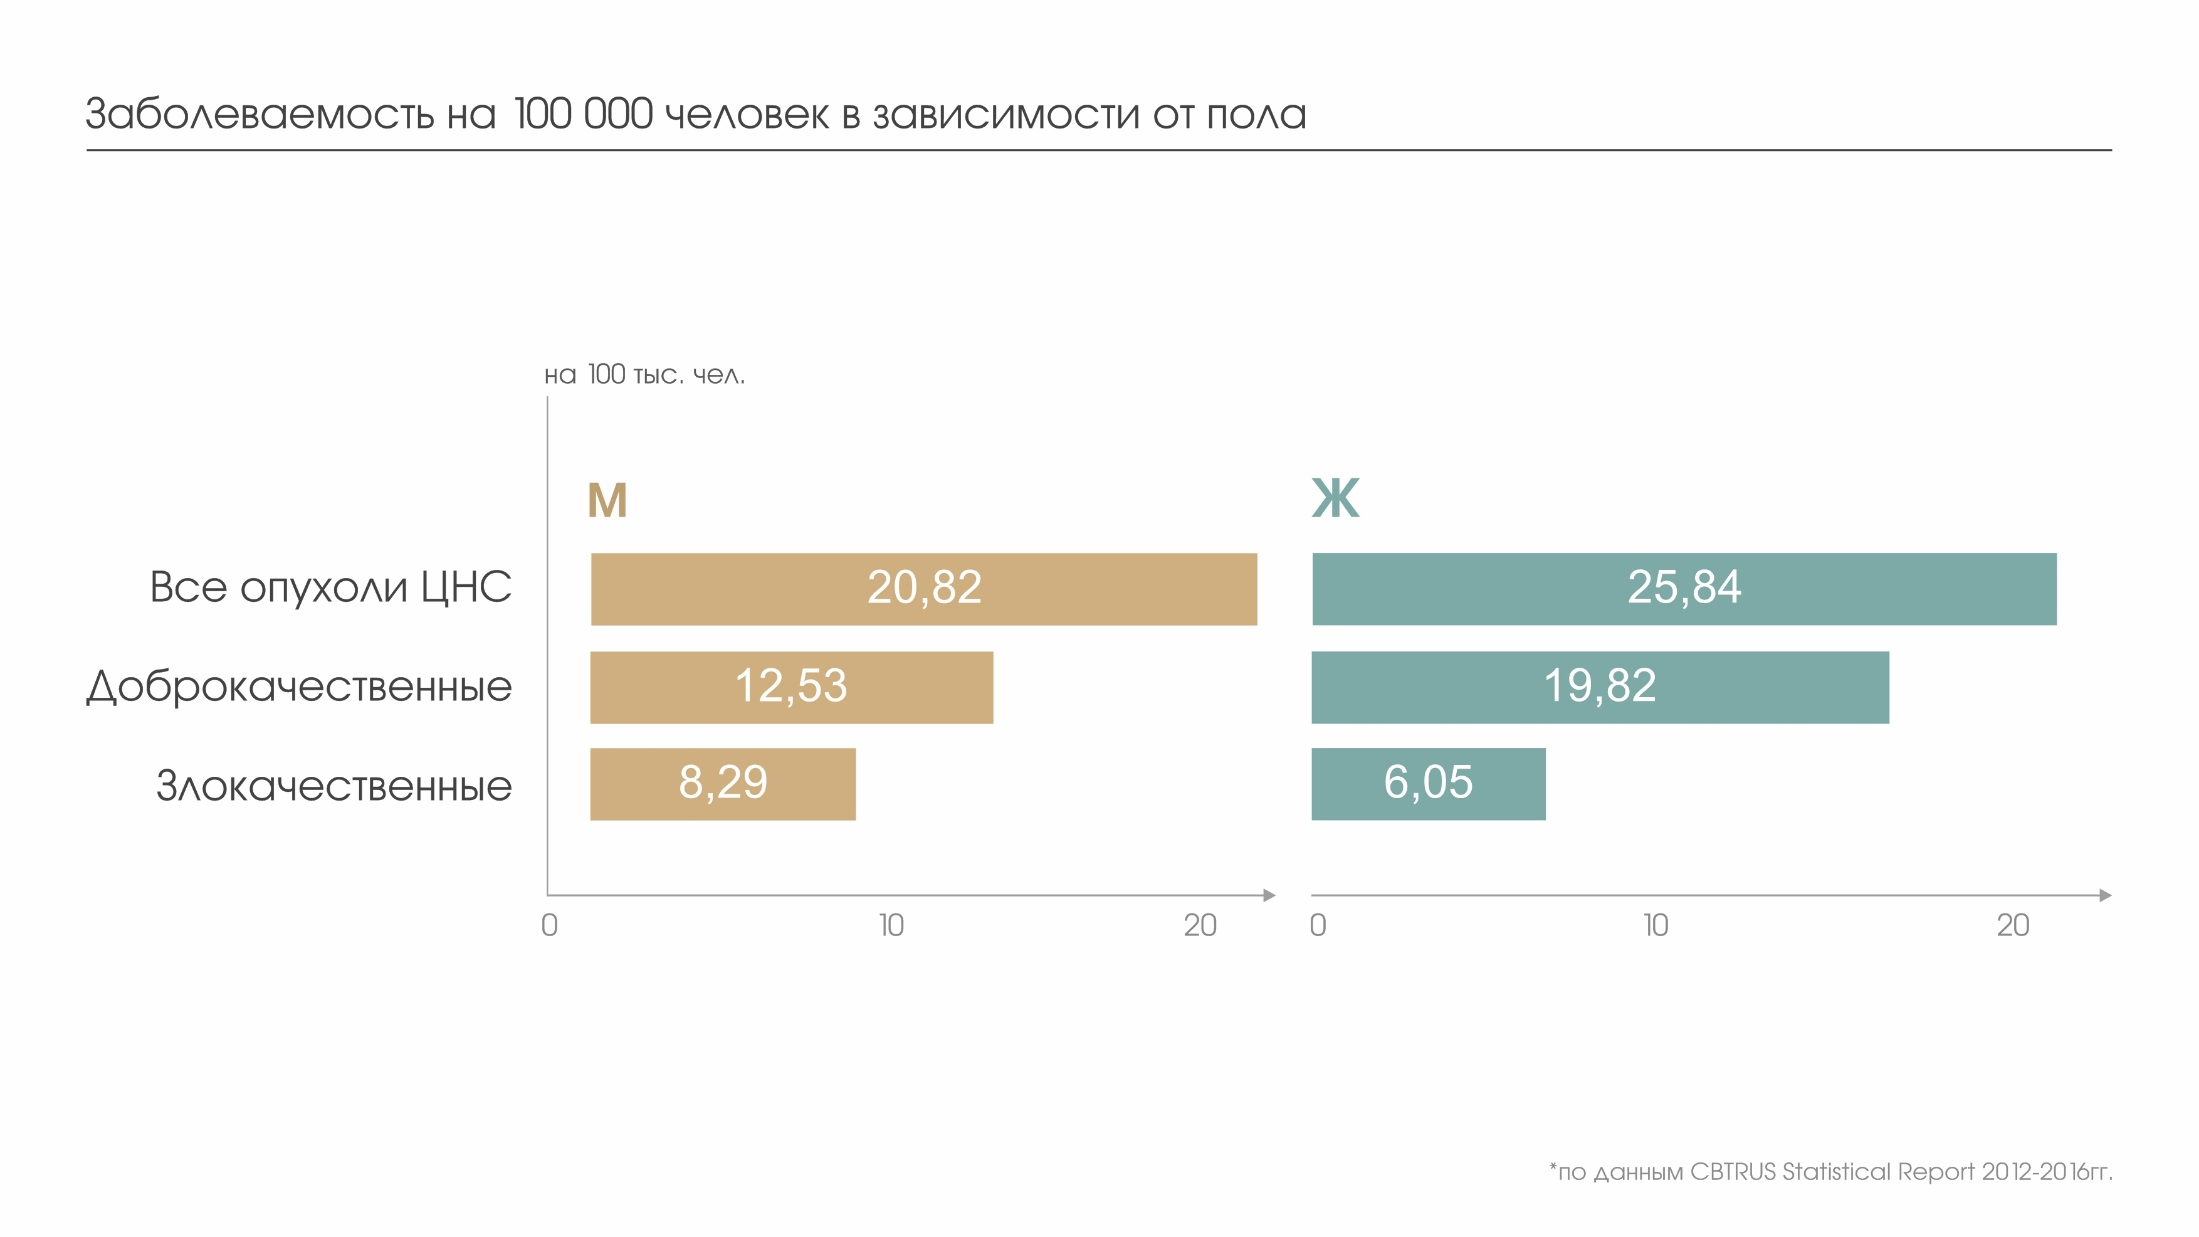 Заболеваемость на 100 000 человек в зависимости от пола
на 100 тыс. чел.
М Ж
Все опухоли ЦНС 20,82 25,84
Доброкачественные 12,53 19,82
Злокачественные 8,29 6,05
0 10 20 0 10 20
*по данным CBTRUS Statistical Report 2012-2016гг.